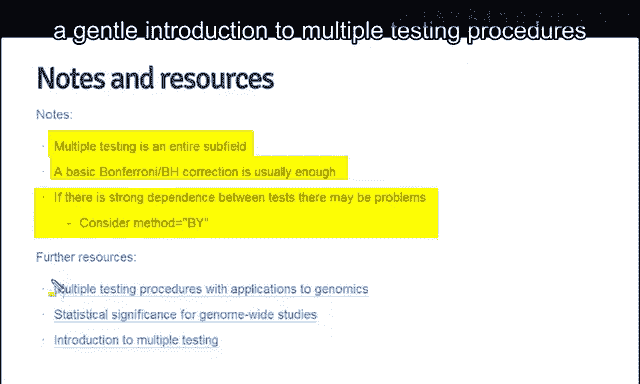 a gentle introduction to multiple testing procedures
Notes and resources
Notes:
· Multiple testing is an entire subfield
· A basic Bonferroni/BH correction is usually enough
· If there is strong dependence between tests there may be problems
- Consider method="BY"
Further resources:
· Multiple testing procedures with applications to genomics
· Statistical significance for genome-wide studies
· Introduction to multiple testing